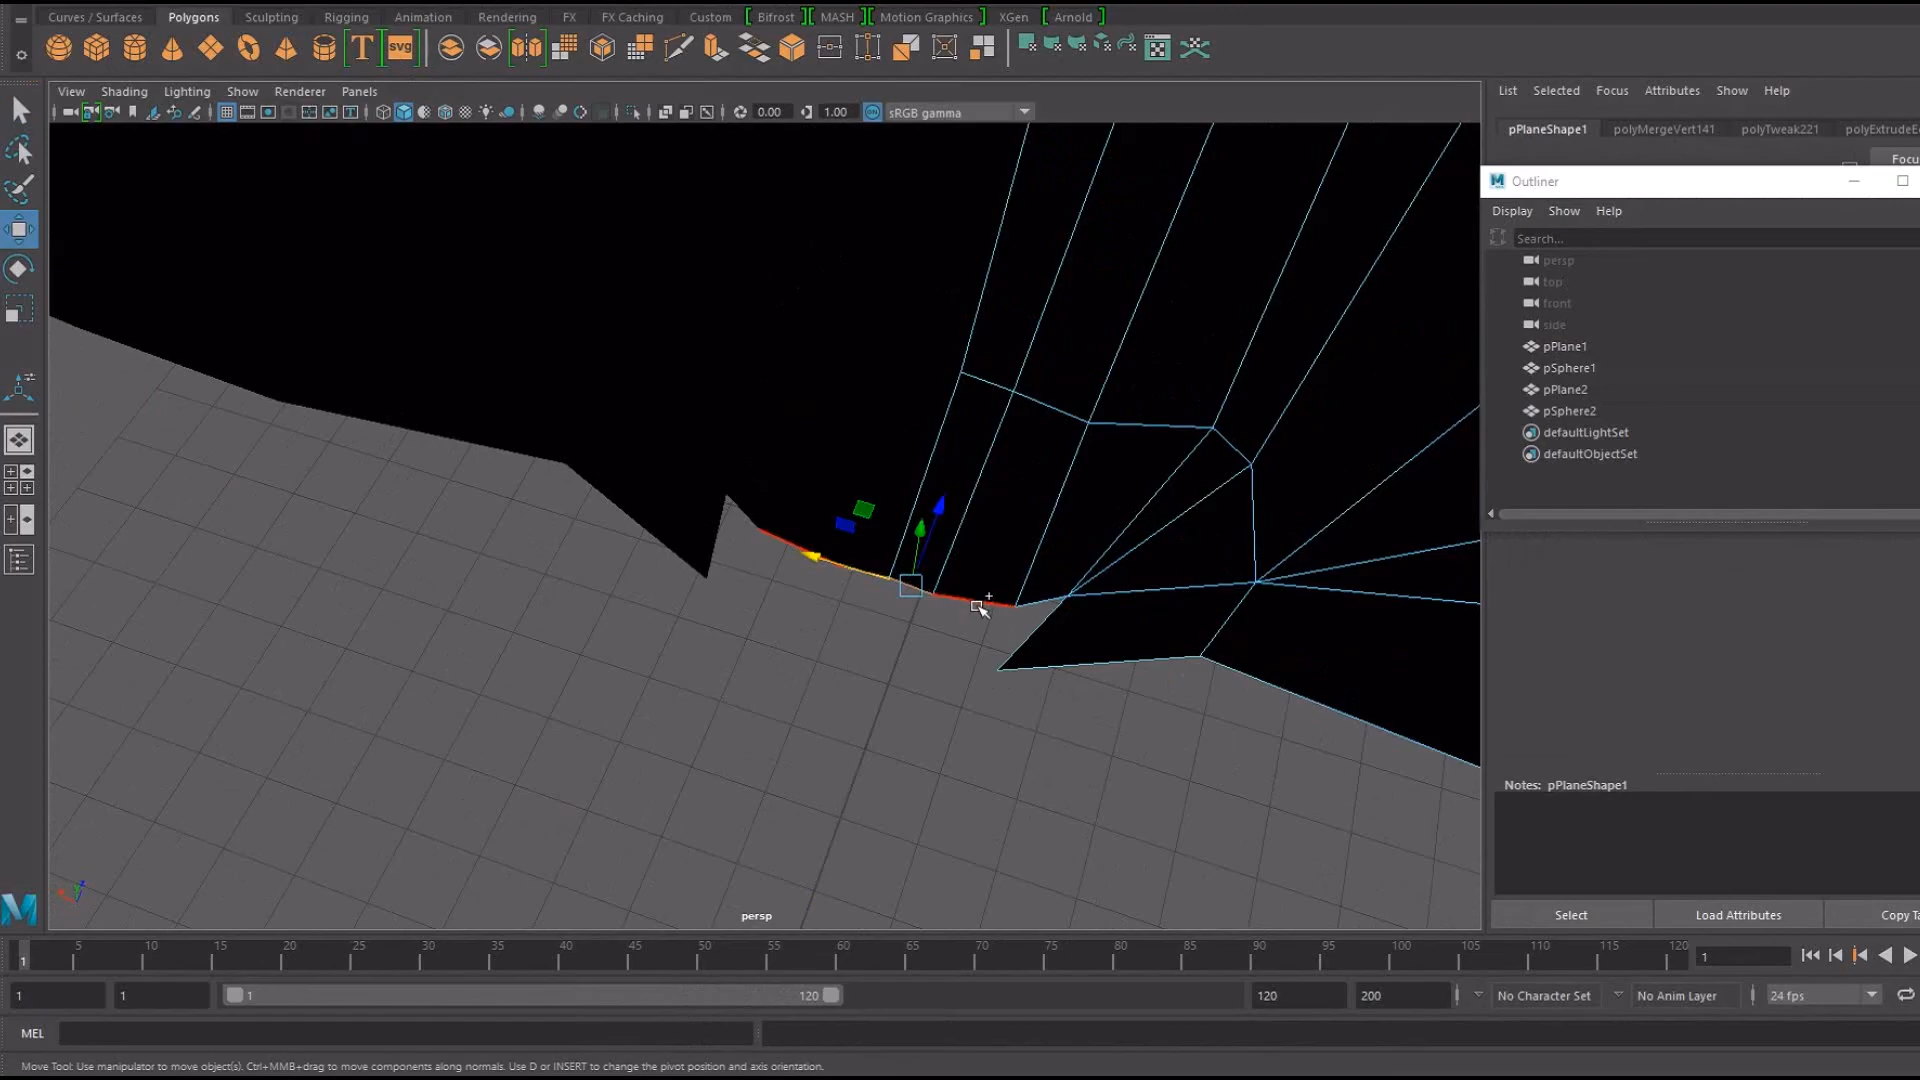 Curves / Surfaces Polygons Sculpting Rigging Animation Rendering FX FX Caching Custom Bifrost MASH Motion Graphics XGen Arnold
T svg
View Shading Lighting Show Renderer Panels
0.00 1.00 sRGB gamma
persp
List Selected Focus Attributes Show Help
pPlaneShape1 polyMergeVert141 polyTweak221 polyExtrudeEd
Focu
Outliner
Display Show Help
Search...
persp
top
front
side
pPlane1
pSphere1
pPlane2
pSphere2
defaultLightSet
defaultObjectSet
Notes: pPlaneShape1
Select Load Attributes Copy Ta
5 10 15 20 25 30 35 40 45 50 55 60 65 70 75 80 85 90 95 100 105 110 115 120
1 1
1 1 1 120 120 200 No Character Set No Anim Layer 24 fps
MEL
Move Tool: Use manipulator to move object(s). Ctrl+MMB+drag to move components along normals. Use D or INSERT to change the pivot position and axis orientation.